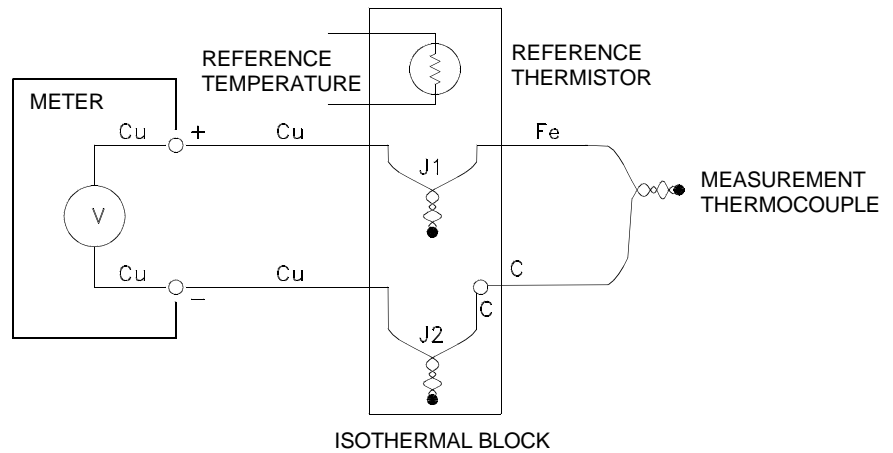 REFERENCE
TEMPERATURE
REFERENCE
THERMISTOR
METER
Cu
+
Cu
J1
Fe
MEASUREMENT
THERMOCOUPLE
V
Cu
–
Cu
J2
C
C
ISOTHERMAL BLOCK